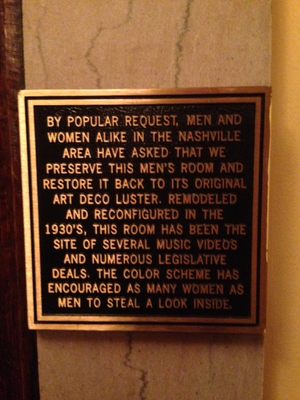 BY POPULAR REQUEST, MEN AND
WOMEN ALIKE IN THE NASHVILLE
AREA HAVE ASKED THAT WE
PRESERVE THIS MEN'S ROOM AND
RESTORE IT BACK TO ITS ORIGINAL
ART DECO LUSTER. REMODELED
AND RECONFIGURED IN THE
1930'S, THIS ROOM HAS BEEN THE
SITE OF SEVERAL MUSIC VIDEOS
AND NUMEROUS LEGISLATIVE
DEALS. THE COLOR SCHEME HAS
ENCOURAGED AS MANY WOMEN AS
MEN TO STEAL A LOOK INSIDE.